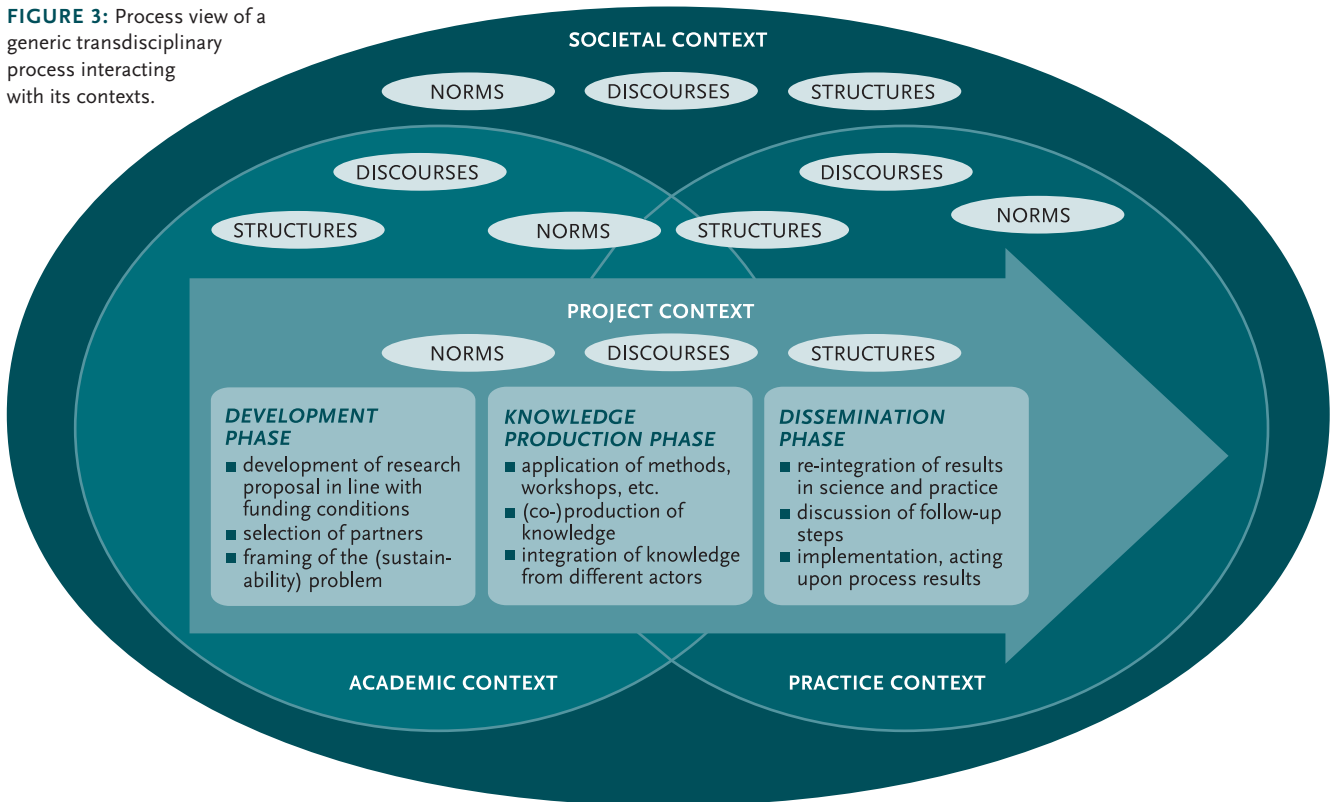 FIGURE 3: Process view of a
generic transdisciplinary
process interacting
with its contexts.
SOCIETAL CONTEXT
NORMS
DISCOURSES
STRUCTURES
DISCOURSES
STRUCTURES
NORMS
DISCOURSES
NORMS
STRUCTURES
PROJECT CONTEXT
NORMS
DISCOURSES
STRUCTURES
DEVELOPMENT
PHASE
■ development of research
proposal in line with
funding conditions
■ selection of partners
■ framing of the (sustain-
ability) problem
KNOWLEDGE
PRODUCTION PHASE
■ application of methods,
workshops, etc.
■ (co-)production of
knowledge
■ integration of knowledge
from different actors
DISSEMINATION
PHASE
■ re-integration of results
in science and practice
■ discussion of follow-up
steps
■ implementation, acting
upon process results
ACADEMIC CONTEXT
PRACTICE CONTEXT